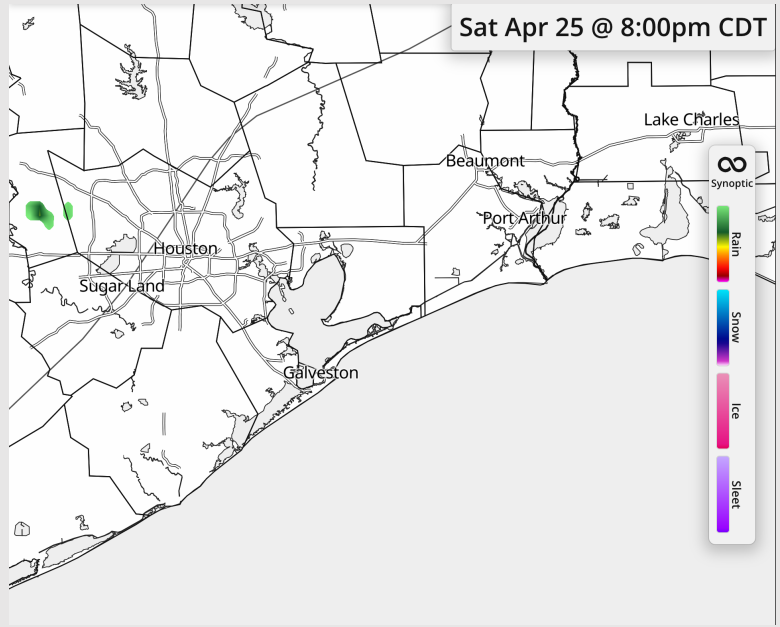 Sat Apr 25 @ 8:00pm CDT
Lake Charles
Beaumont
Synoptic
Port Arthur
Rain
Houston
Sugar Land
Snow
Galveston
Ice
Sleet